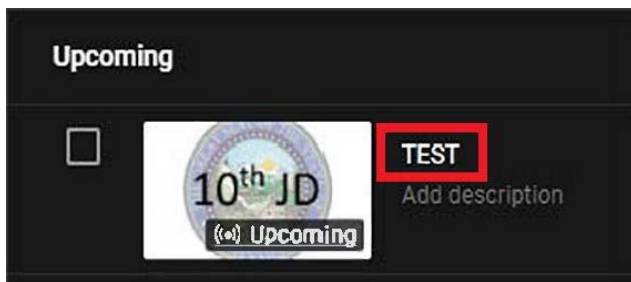 Upcoming
TEST
10th JD
Add description
((•)) Upcoming